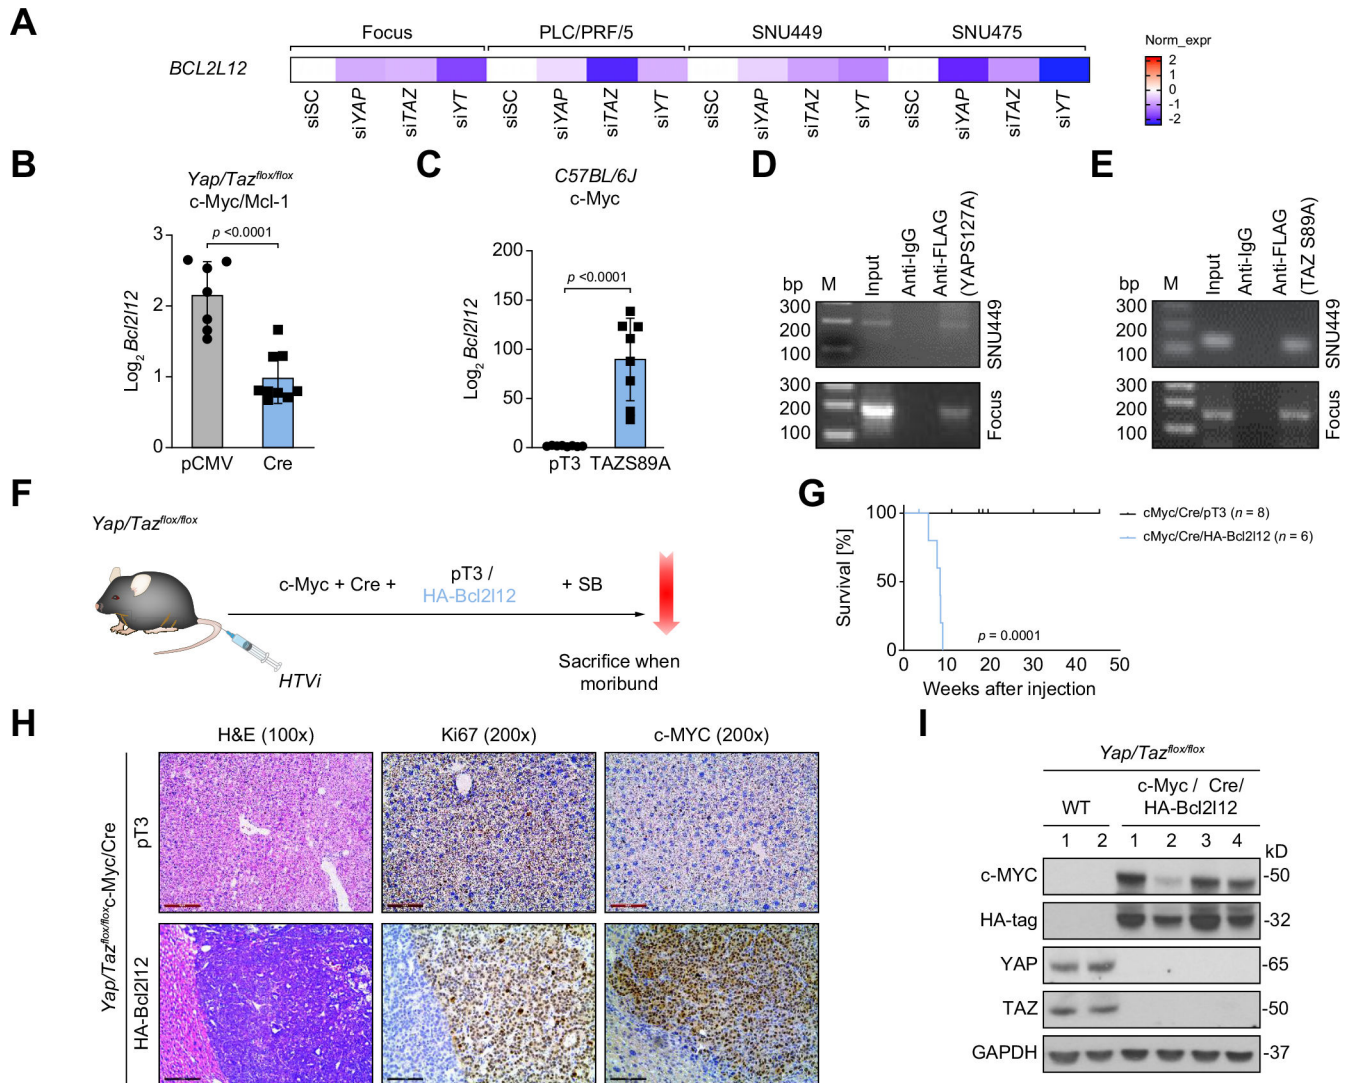 A
Focus
PLC/PRF/5
SNU449
SNU475
BCL2L12
siSC
siYAP
siTAZ
siYT
siSC
siYAP
siTAZ
siYT
siSC
siYAP
siTAZ
siYT
siSC
siYAP
siTAZ
siYT
Norm_expr
2
1
0
-1
-2
B
Yap/Taz^flox/flox
c-Myc/Mcl-1
p <0.0001
Log₂ Bcl2l12
3
2
1
0
pCMV
Cre
C
C57BL/6J
c-Myc
p <0.0001
Log₂ Bcl2l12
200
150
100
50
0
pT3
TAZS89A
D
bp
M
Input
Anti-IgG
Anti-FLAG
(YAPS127A)
300
200
100
SNU449
300
200
100
Focus
E
bp
M
Input
Anti-IgG
Anti-FLAG
(TAZ S89A)
300
200
100
SNU449
300
200
100
Focus
F
Yap/Taz^flox/flox
c-Myc + Cre +
pT3 /
HA-Bcl2l12
+ SB
HTVi
Sacrifice when
moribund
G
Survival [%]
100
50
0
0
10
20
30
40
50
Weeks after injection
p = 0.0001
cMyc/Cre/pT3 (n = 8)
cMyc/Cre/HA-Bcl2l12 (n = 6)
H
H&E (100x)
Ki67 (200x)
c-MYC (200x)
Yap/Taz^flox/flox c-Myc/Cre
pT3
HA-Bcl2l12
I
Yap/Taz^flox/flox
WT
c-Myc / Cre/
HA-Bcl2l12
1 2 1 2 3 4
kD
c-MYC
-50
HA-tag
-32
YAP
-65
TAZ
-50
GAPDH
-37